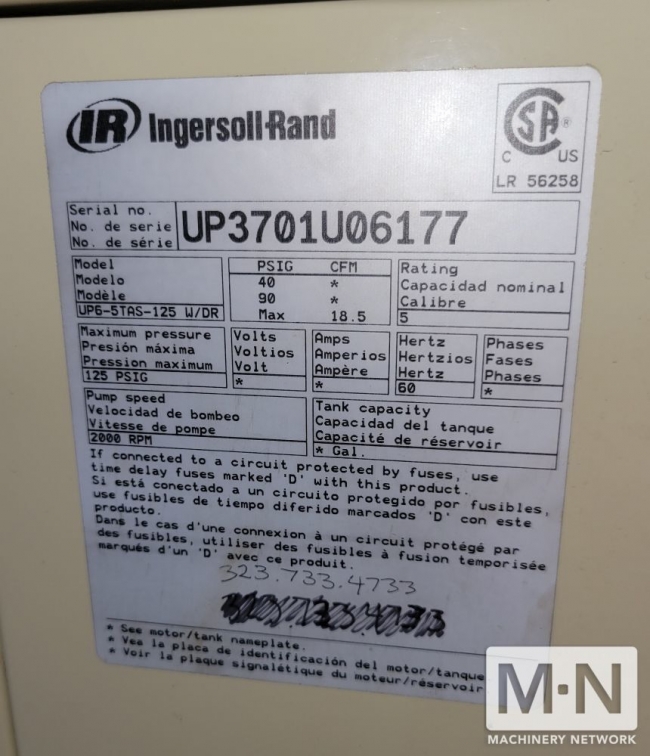 IR Ingersoll-Rand
CSA ®
C US
LR 56258
Serial no.
No. de serie
No. de série
UP3701U06177
Model
Modelo
Modèle
UP6-5TAS-125 W/DR
PSIG CFM
40 *
90 *
Max 18.5
Rating
Capacidad nominal
Calibre
5
Maximum pressure
Presión máxima
Pression maximum
125 PSIG
Volts
Voltios
Volt
*
Amps
Amperios
Ampère
*
Hertz
Hertzios
Hertz
60
Phases
Fases
Phases
*
Pump speed
Velocidad de bombeo
Vitesse de pompe
2000 RPM
Tank capacity
Capacidad del tanque
Capacité de réservoir
* Gal.
If connected to a circuit protected by fuses, use
time delay fuses marked 'D' with this product.
Si está conectado a un circuito protegido por fusibles,
use fusibles de tiempo diferido marcados 'D' con este
producto.
Dans le cas d'une connexion à un circuit protégé par
des fusibles, utiliser des fusibles à fusion temporisée
marqués d'un 'D' avec ce produit.
323.733.4733
* See motor/tank nameplate.
* Vea la placa de identificación del motor/tanque
* Voir la plaque signalétique du moteur/réservoir
M·N
MACHINERY NETWORK